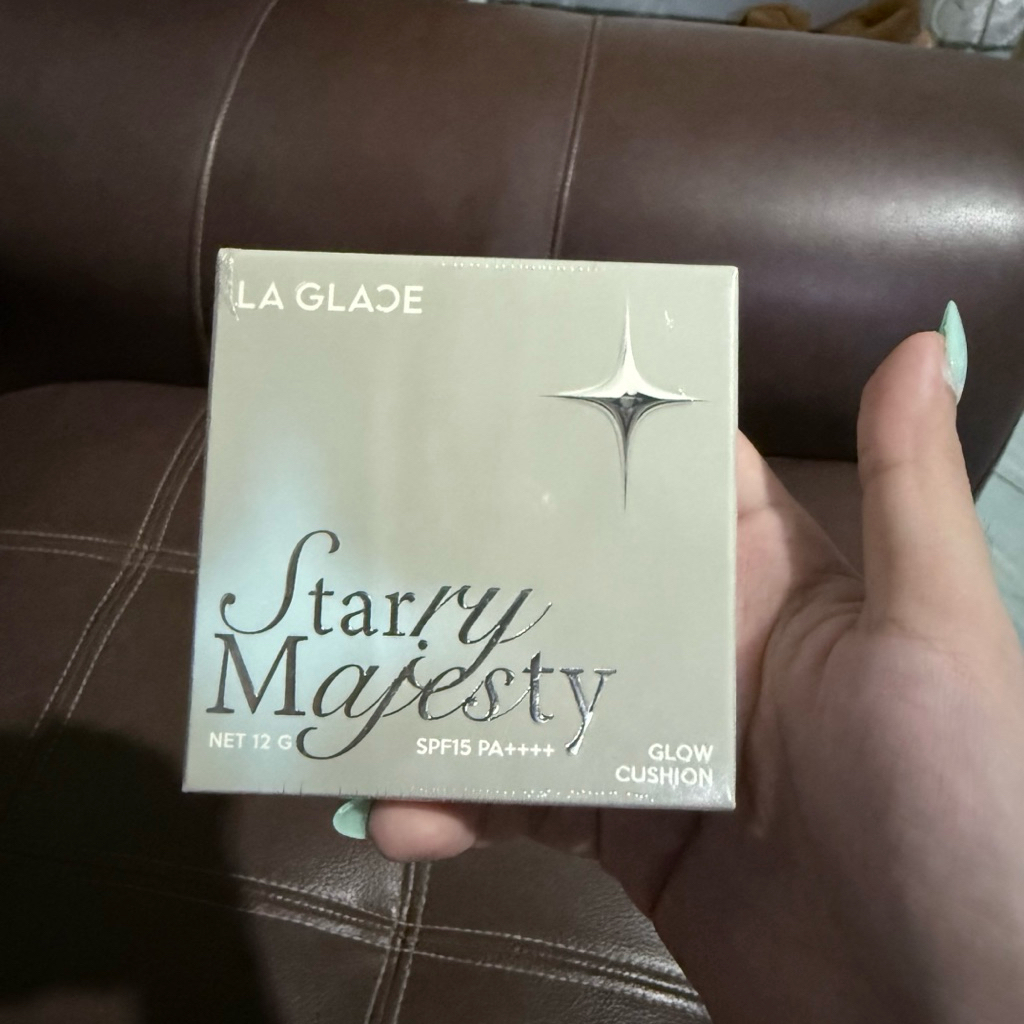 LA GLACE
Starry
Majesty
NET 12 G
SPF15 PA++++
GLOW
CUSHION